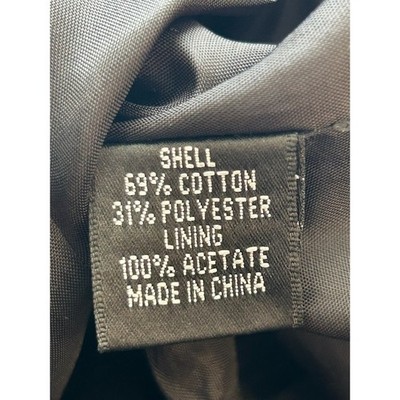 SHELL
69% COTTON
31% POLYESTER
LINING
100% ACETATE
MADE IN CHINA